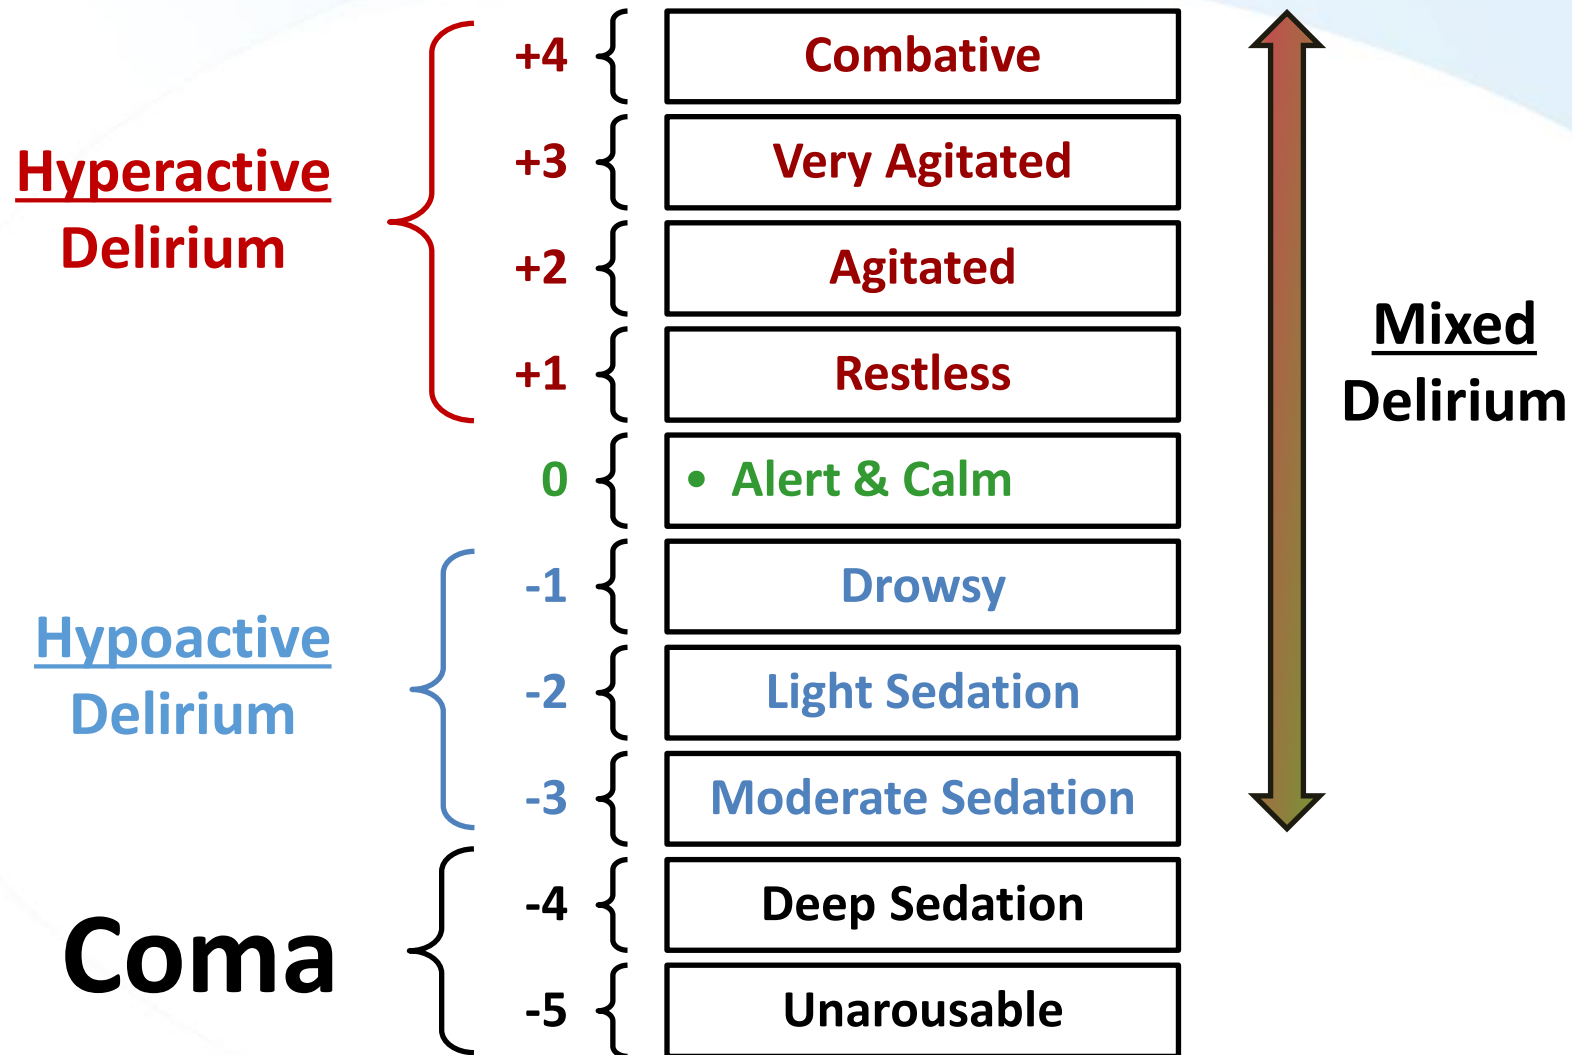 +4 Combative
Hyperactive
Delirium
+3 Very Agitated
+2 Agitated
+1 Restless
Mixed
Delirium
0 • Alert & Calm
Hypoactive
Delirium
-1 Drowsy
-2 Light Sedation
-3 Moderate Sedation
Coma
-4 Deep Sedation
-5 Unarousable